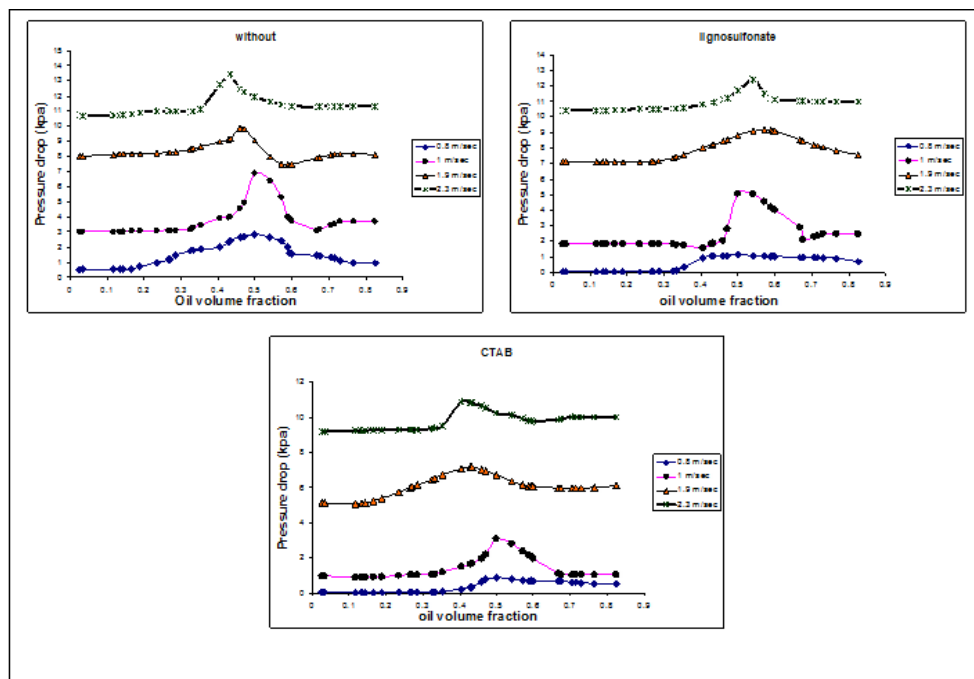 without
Pressure drop (kpa)
15
14
13
12
11
10
9
8
7
6
5
4
3
2
1
0
0 0.1 0.2 0.3 0.4 0.5 0.6 0.7 0.8 0.9
Oil volume fraction
0.8 m/sec
1 m/sec
1.9 m/sec
2.3 m/sec
lignosulfonate
Pressure drop (kpa)
14
13
12
11
10
9
8
7
6
5
4
3
2
1
0
0 0.1 0.2 0.3 0.4 0.5 0.6 0.7 0.8 0.9
oil volume fraction
0.8 m/sec
1 m/sec
1.9 m/sec
2.3 m/sec
CTAB
Pressure drop (kpa)
12
10
8
6
4
2
0
0 0.1 0.2 0.3 0.4 0.5 0.6 0.7 0.8 0.9
oil volume fraction
0.8 m/sec
1 m/sec
1.9 m/sec
2.3 m/sec